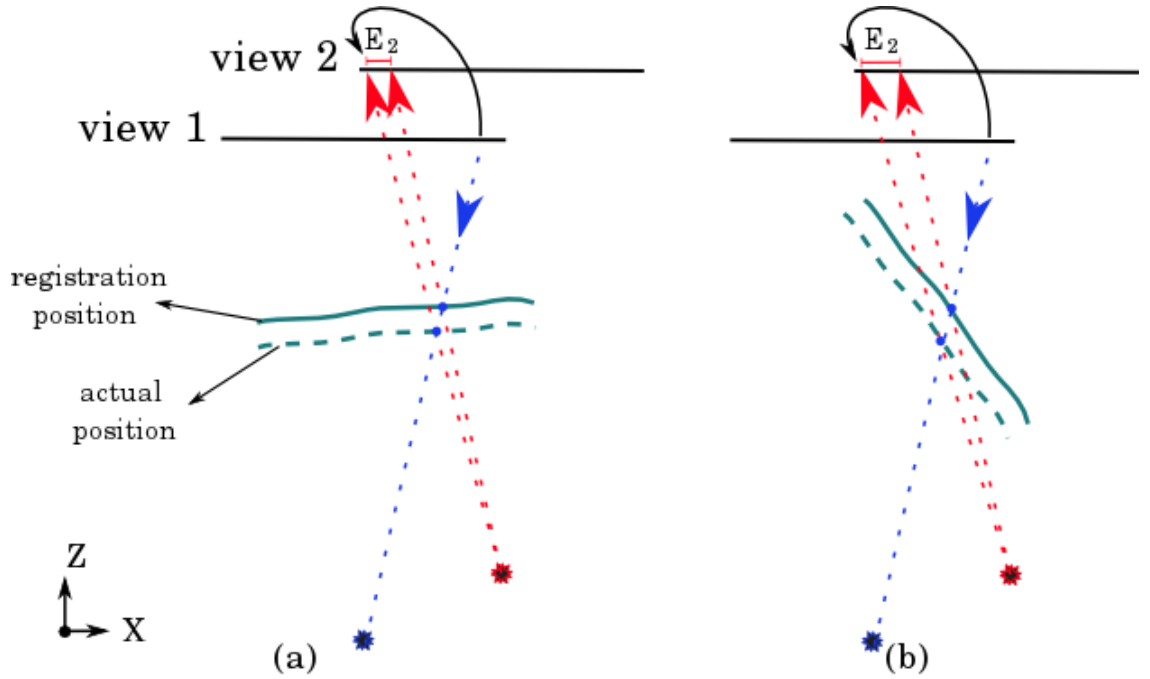 E₂
view 2
view 1
registration
position
actual
position
Z
X
(a)
E₂
(b)